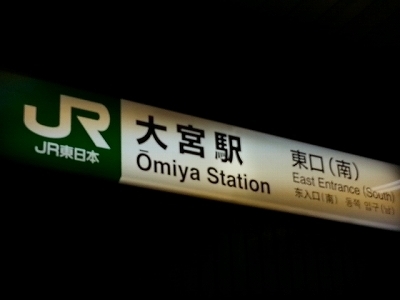 JR
JR東日本
大宮駅
Ōmiya Station
東口(南)
East Entrance (South)
东入口(南)